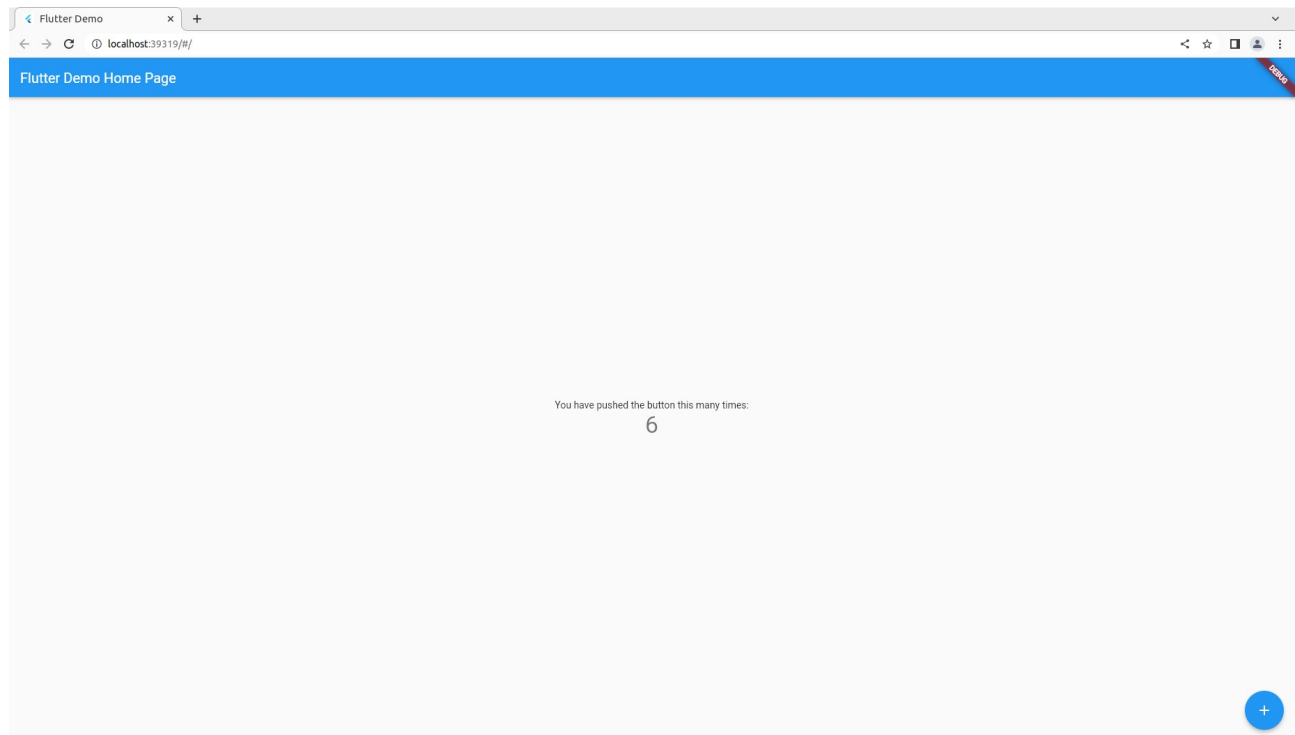 Flutter Demo
localhost:39319/#/
Flutter Demo Home Page
DEBUG
You have pushed the button this many times:
6